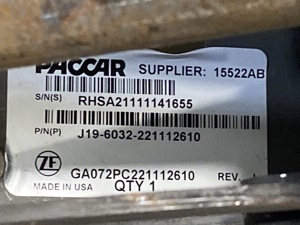 PACCAR SUPPLIER: 15522AB
S/N(S) RHSA21111141655
P/N(P) J19-6032-221112610
ZF GA072PC221112610 REV.
MADE IN USA QTY 1